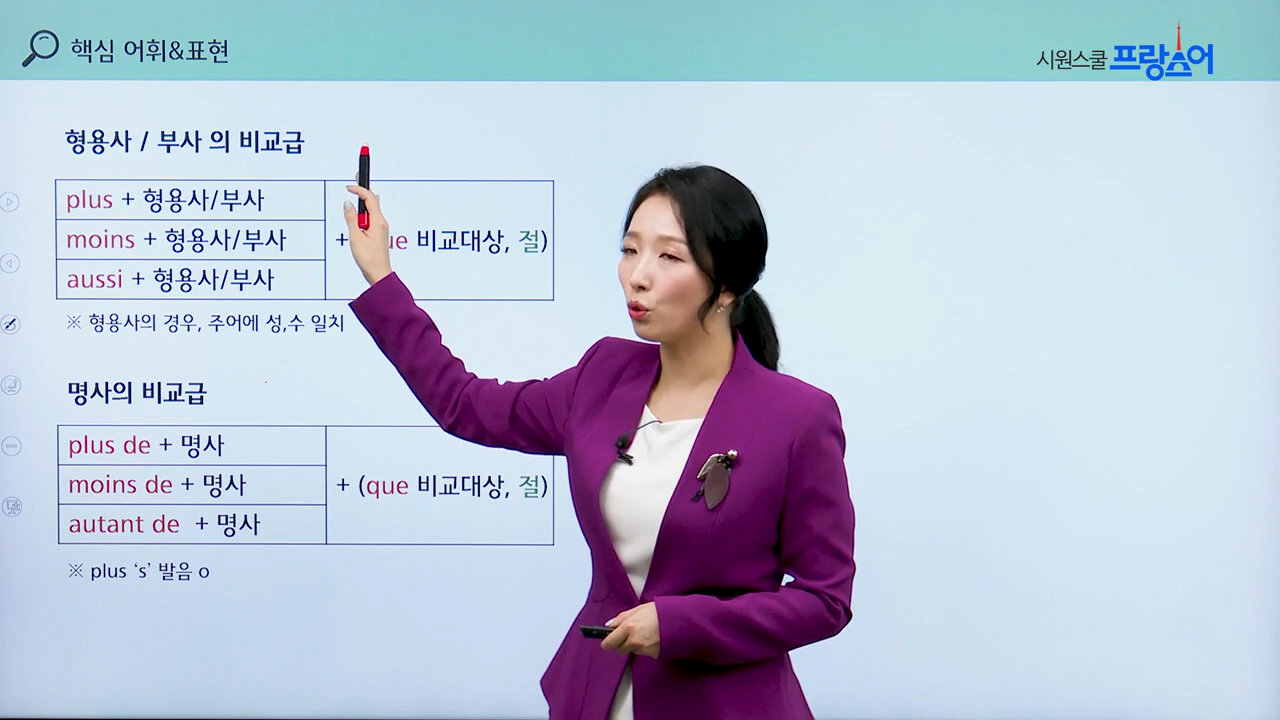 핵심 어휘&표현
시원스쿨 프랑스어
형용사 / 부사 의 비교급
plus + 형용사/부사
moins + 형용사/부사
aussi + 형용사/부사
+ ue 비교대상, 절)
※ 형용사의 경우, 주어에 성,수 일치
명사의 비교급
plus de + 명사
moins de + 명사
autant de + 명사
+ (que 비교대상, 절)
※ plus ‘s’ 발음 o